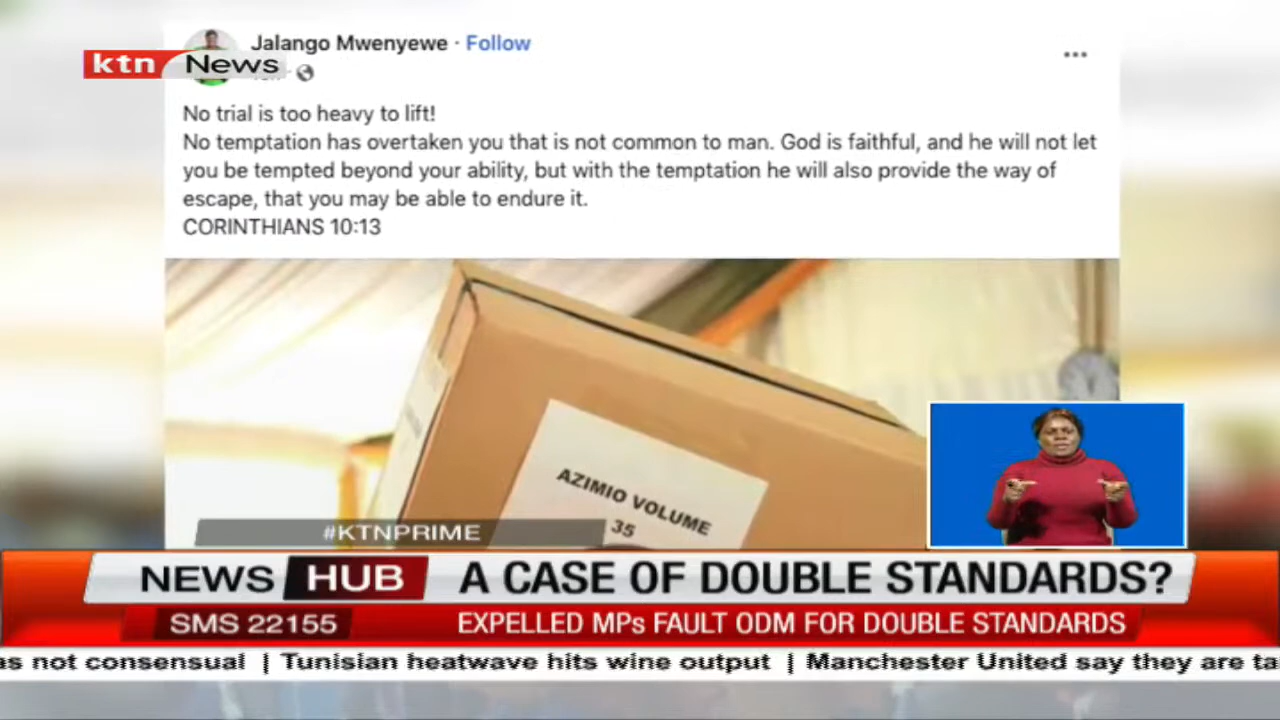 Jalango Mwenyewe · Follow
ktn News
No trial is too heavy to lift!
No temptation has overtaken you that is not common to man. God is faithful, and he will not let
you be tempted beyond your ability, but with the temptation he will also provide the way of
escape, that you may be able to endure it.
CORINTHIANS 10:13
AZIMIO VOLUME
35
#KTNPRIME
NEWS HUB
A CASE OF DOUBLE STANDARDS?
SMS 22155
EXPELLED MPs FAULT ODM FOR DOUBLE STANDARDS
as not consensual | Tunisian heatwave hits wine output | Manchester United say they are ta